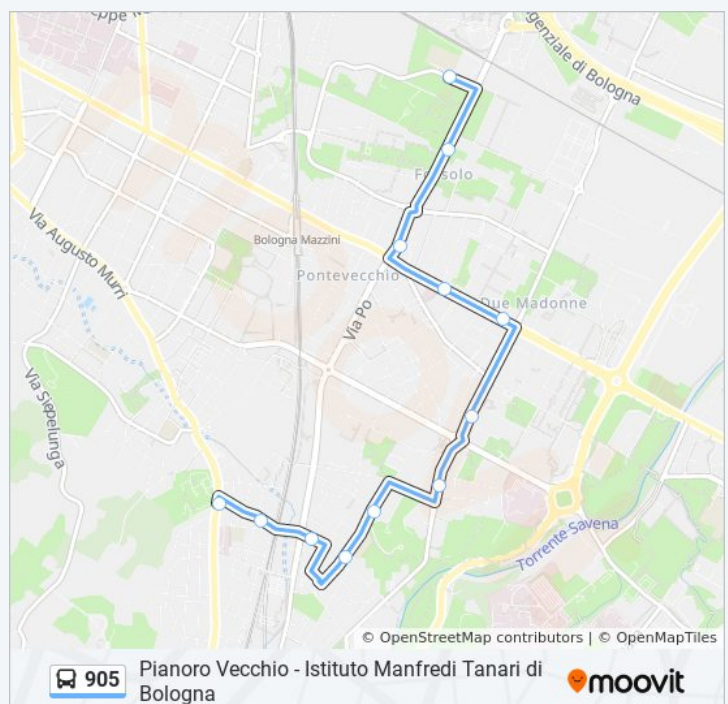 genziale di Bologna
Fossolo
Via Augusto Murri
Bologna Mazzini
Pontevecchio
Due Madonne
Via Po
Via Siepelunga
Torrente Savena
© OpenStreetMap contributors | © OpenMapTiles
905
Pianoro Vecchio - Istituto Manfredi Tanari di
Bologna
moovit